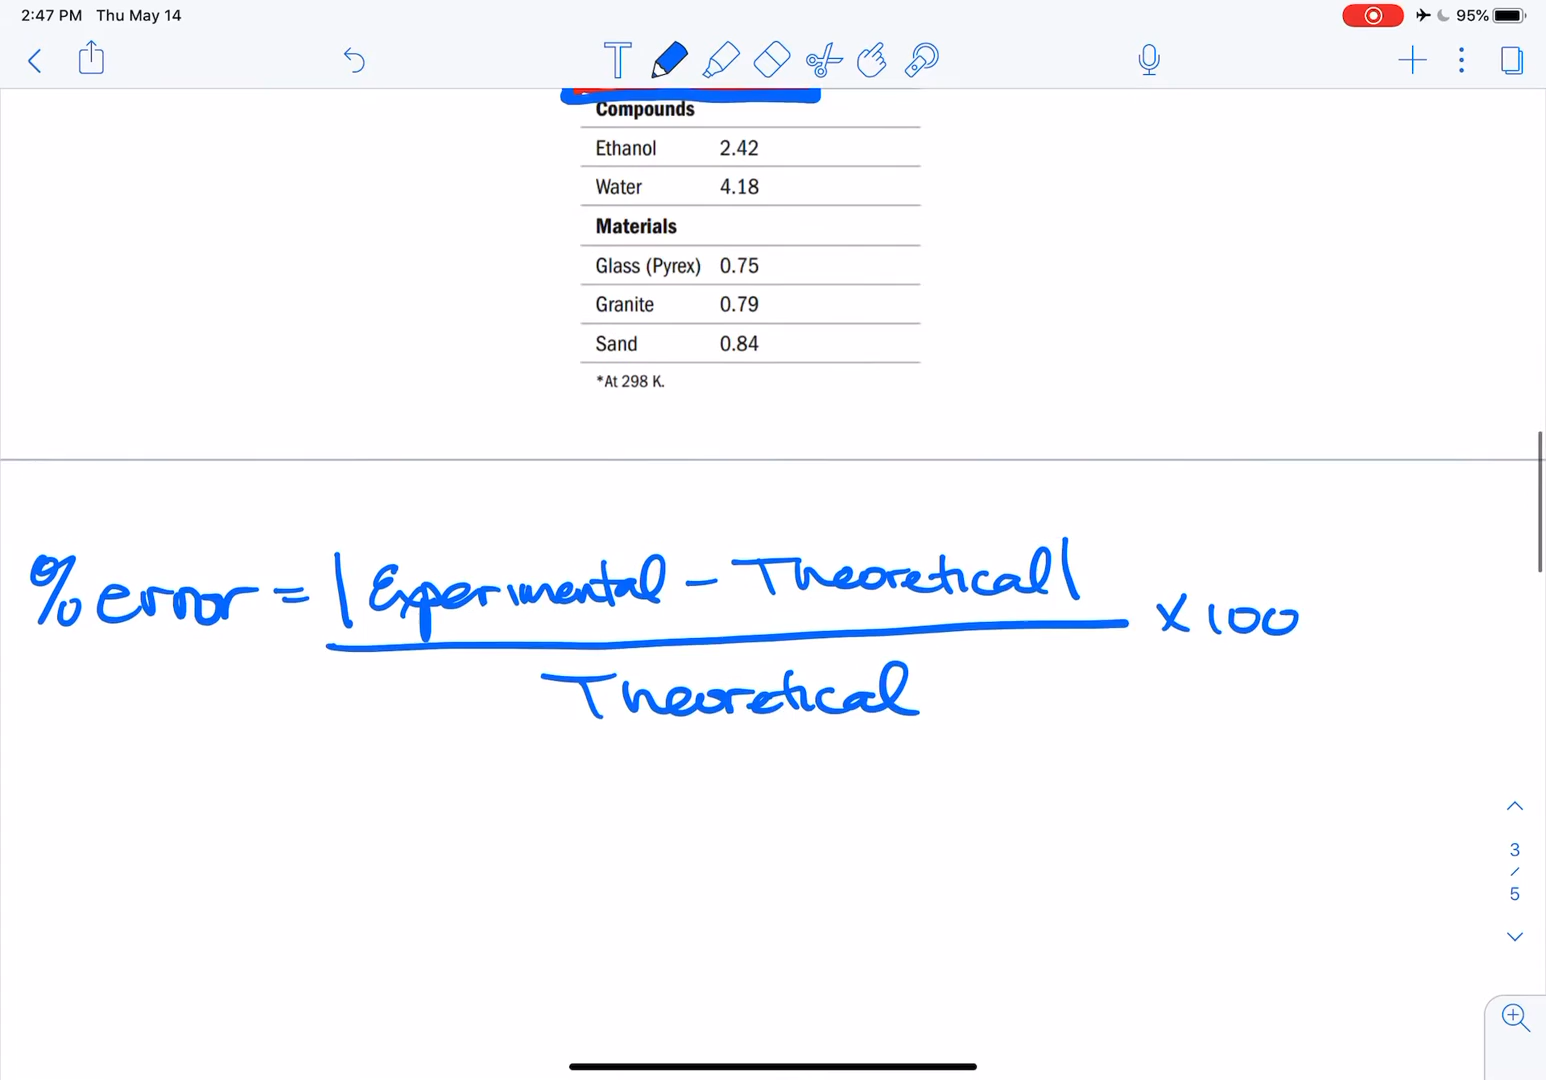 2:47 PM Thu May 14
95%
T
Compounds
Ethanol 2.42
Water 4.18
Materials
Glass (Pyrex) 0.75
Granite 0.79
Sand 0.84
*At 298 K.
% error = |Experimental - Theoretical| x 100
Theoretical
3
/
5